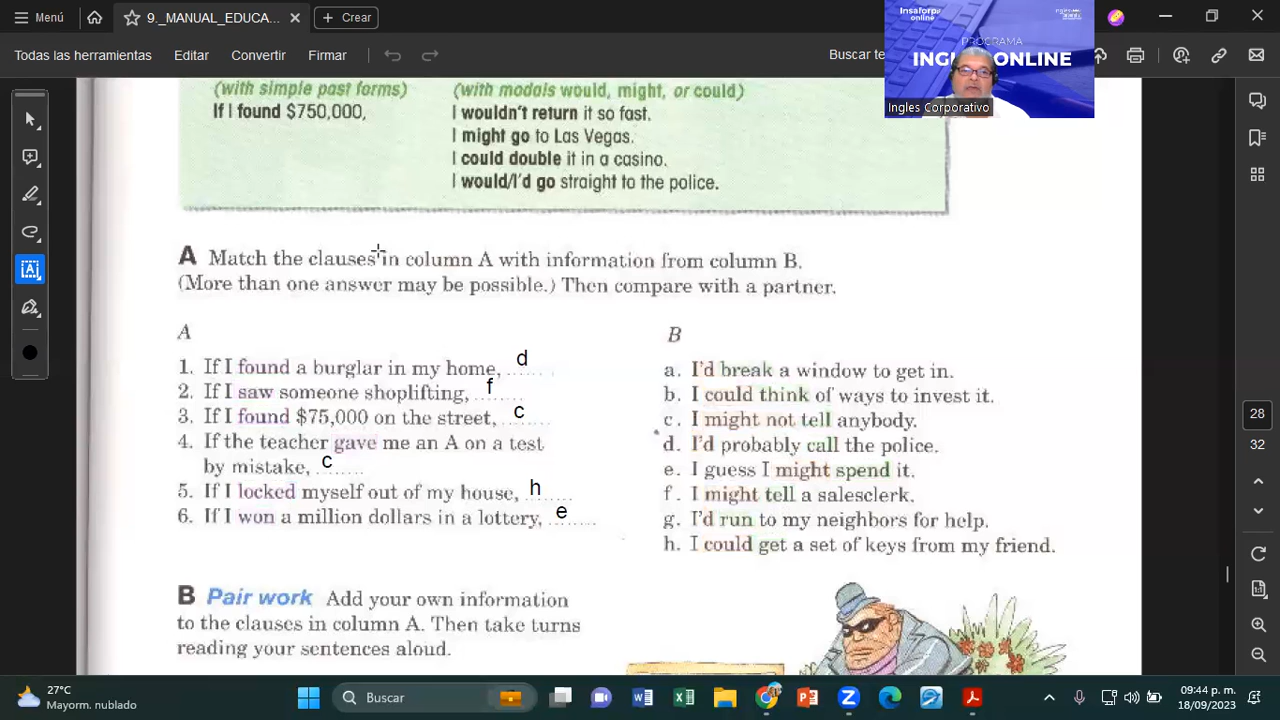 Menú
9._MANUAL_EDUCA...
Crear
Todas las herramientas
Editar
Convertir
Firmar
Buscar te
Insaforp
online
PROGRAMA
INGL ONLINE
Ingles Corporativo
(with simple past forms)
(with modals would, might, or could)
If I found $750,000,
I wouldn't return it so fast.
I might go to Las Vegas.
I could double it in a casino.
I would/I'd go straight to the police.
A Match the clauses in column A with information from column B.
(More than one answer may be possible.) Then compare with a partner.
A
1. If I found a burglar in my home, d
2. If I saw someone shoplifting, f
3. If I found $75,000 on the street, c
4. If the teacher gave me an A on a test
by mistake, c
5. If I locked myself out of my house, h
6. If I won a million dollars in a lottery, e
B
a. I'd break a window to get in.
b. I could think of ways to invest it.
c. I might not tell anybody.
d. I'd probably call the police.
e. I guess I might spend it.
f. I might tell a salesclerk.
g. I'd run to my neighbors for help.
h. I could get a set of keys from my friend.
B Pair work Add your own information
to the clauses in column A. Then take turns
reading your sentences aloud.
28
32
27°C
Mayorm. nublado
Buscar
09:44 p. m.
18/09/2023